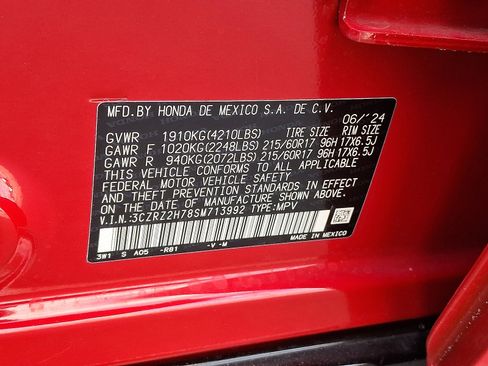 MFD.BY HONDA DE MEXICO S.A. DE C.V.
06/'24
GVWR 1910KG(4210LBS) TIRE SIZE RIM SIZE
GAWR F 1020KG(2248LBS) 215/60R17 96H 17X6.5J
GAWR R 940KG(2072LBS) 215/60R17 96H 17X6.5J
THIS VEHICLE CONFORMS TO ALL APPLICABLE
FEDERAL MOTOR VEHICLE SAFETY
AND THEFT PREVENTION STANDARDS IN EFFECT
ON THE DATE OF MANUFACTURE SHOWN ABOVE.
V.I.N.:3CZRZ2H78SM713992 TYPE:MPV
3W1 S A05 -R81 -V -M
MADE IN MEXICO